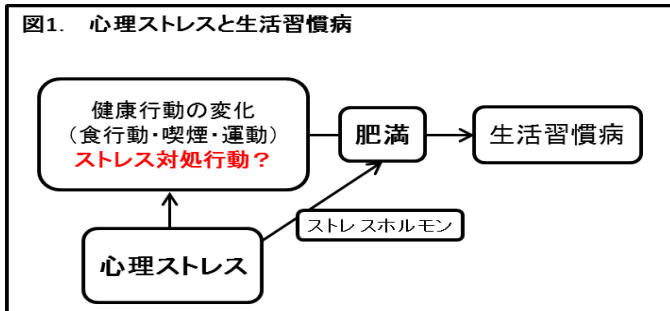 図1. 心理ストレスと生活習慣病
健康行動の変化
(食行動・喫煙・運動)
ストレス対処行動？
肥満
生活習慣病
ストレスホルモン
心理ストレス